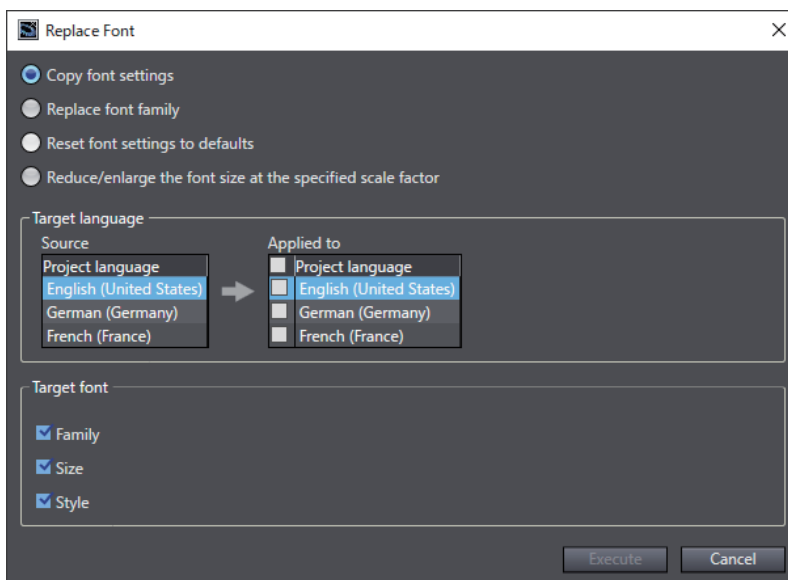 Replace Font
Copy font settings
Replace font family
Reset font settings to defaults
Reduce/enlarge the font size at the specified scale factor
Target language
Source
Applied to
Project language
Project language
English (United States)
English (United States)
German (Germany)
German (Germany)
French (France)
French (France)
Target font
Family
Size
Style
Execute
Cancel